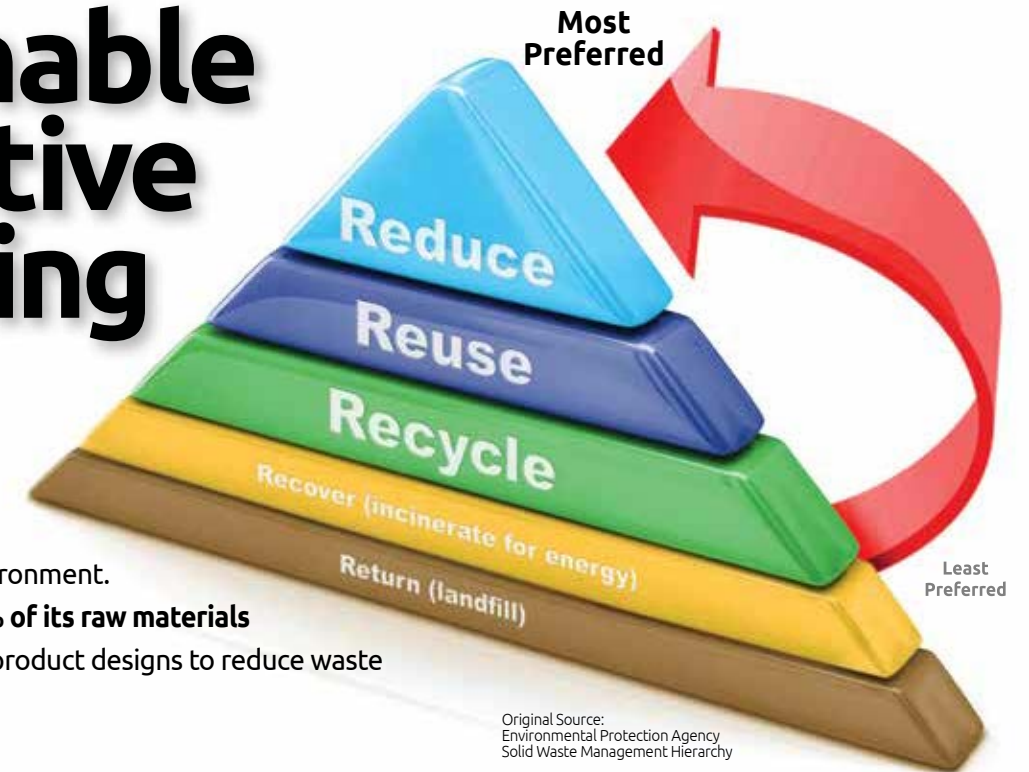 nable
tive
ing
Most
Preferred
Reduce
Reuse
Recycle
Recover (incinerate for energy)
Return (landfill)
Least
Preferred
ronment.
of its raw materials
product designs to reduce waste
Original Source:
Environmental Protection Agency
Solid Waste Management Hierarchy